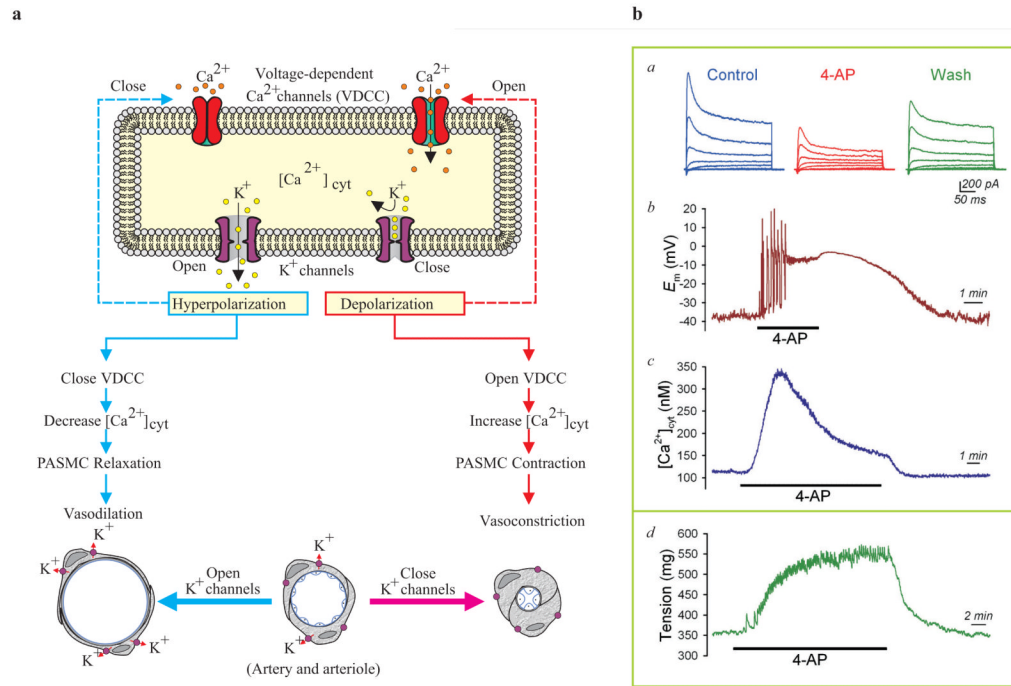 a
Close
Ca2+
Voltage-dependent
Ca2+channels (VDCC)
Ca2+
Open
[Ca2+]cyt
K+
K+
Open
K+ channels
Close
Hyperpolarization
Depolarization
Close VDCC
Open VDCC
Decrease [Ca2+]cyt
Increase [Ca2+]cyt
PASMC Relaxation
PASMC Contraction
Vasodilation
Vasoconstriction
K+
K+
K+
K+
Open
K+ channels
K+
K+
Close
K+ channels
(Artery and arteriole)
b
a
Control
4-AP
Wash
200 pA
50 ms
b
Em (mV)
20
10
0
-10
-20
-30
-40
1 min
4-AP
c
[Ca2+]cyt (nM)
350
300
250
200
150
100
1 min
4-AP
d
Tension (mg)
600
550
500
450
400
350
300
2 min
4-AP